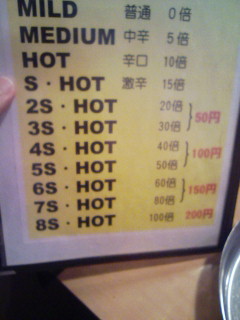 MILD 普通 0倍
MEDIUM 中辛 5倍
HOT 辛口 10倍
S・HOT 激辛 15倍
2S・HOT 20倍
3S・HOT 30倍 50円
4S・HOT 40倍
5S・HOT 50倍 100円
6S・HOT 60倍
7S・HOT 80倍 150円
8S・HOT 100倍 200円